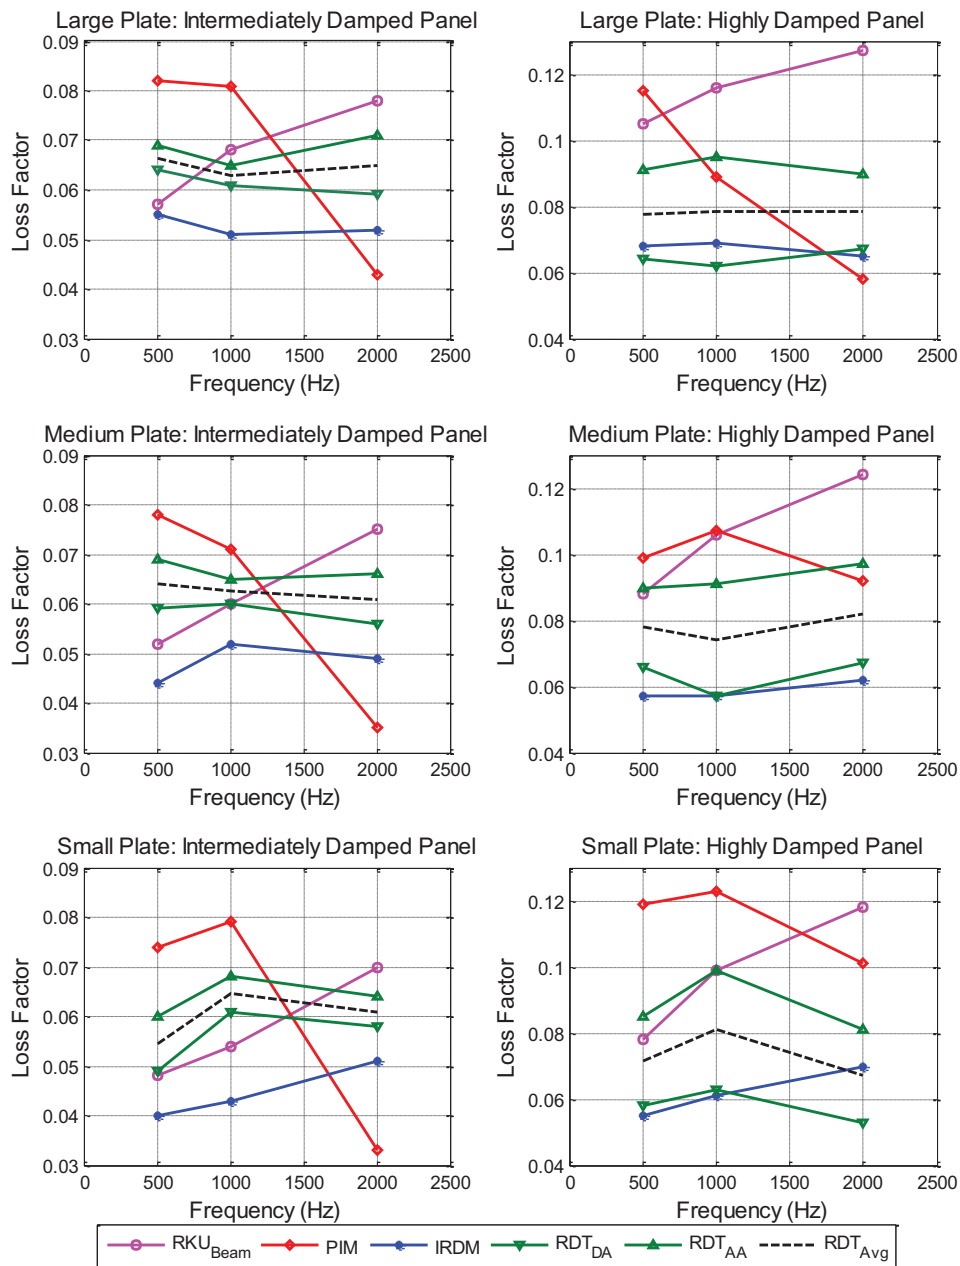 Large Plate: Intermediately Damped Panel
0.09
0.08
0.07
0.06
0.05
0.04
0.03
Loss Factor
0 500 1000 1500 2000 2500
Frequency (Hz)
Large Plate: Highly Damped Panel
0.12
0.1
0.08
0.06
0.04
Loss Factor
0 500 1000 1500 2000 2500
Frequency (Hz)
Medium Plate: Intermediately Damped Panel
0.09
0.08
0.07
0.06
0.05
0.04
0.03
Loss Factor
0 500 1000 1500 2000 2500
Frequency (Hz)
Medium Plate: Highly Damped Panel
0.12
0.1
0.08
0.06
0.04
Loss Factor
0 500 1000 1500 2000 2500
Frequency (Hz)
Small Plate: Intermediately Damped Panel
0.09
0.08
0.07
0.06
0.05
0.04
0.03
Loss Factor
0 500 1000 1500 2000 2500
Frequency (Hz)
Small Plate: Highly Damped Panel
0.12
0.1
0.08
0.06
0.04
Loss Factor
0 500 1000 1500 2000 2500
Frequency (Hz)
RKU_Beam PIM IRDM RDT_DA RDT_AA RDT_Avg